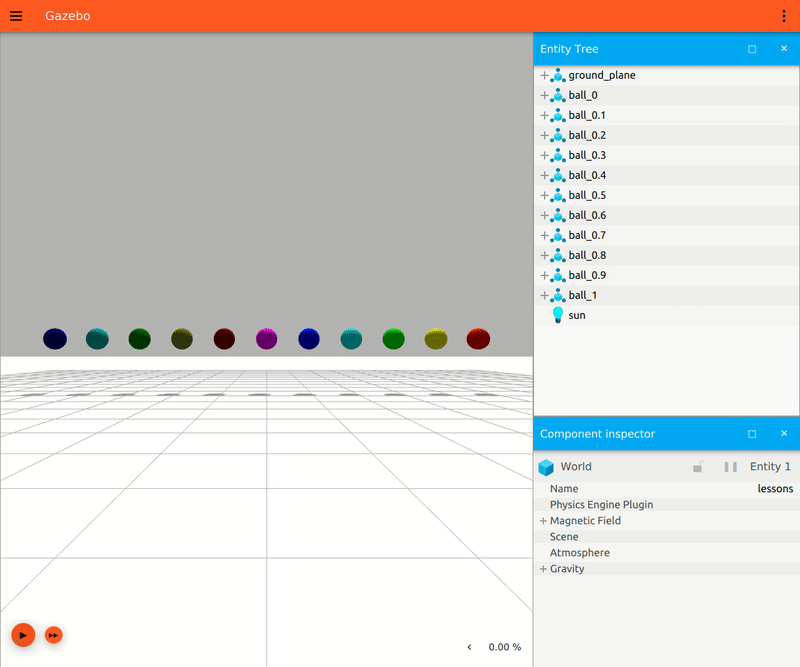 Gazebo
Entity Tree
ground_plane
ball_0
ball_0.1
ball_0.2
ball_0.3
ball_0.4
ball_0.5
ball_0.6
ball_0.7
ball_0.8
ball_0.9
ball_1
sun
Component inspector
World Entity 1
Name lessons
Physics Engine Plugin
Magnetic Field
Scene
Atmosphere
Gravity
0.00 %